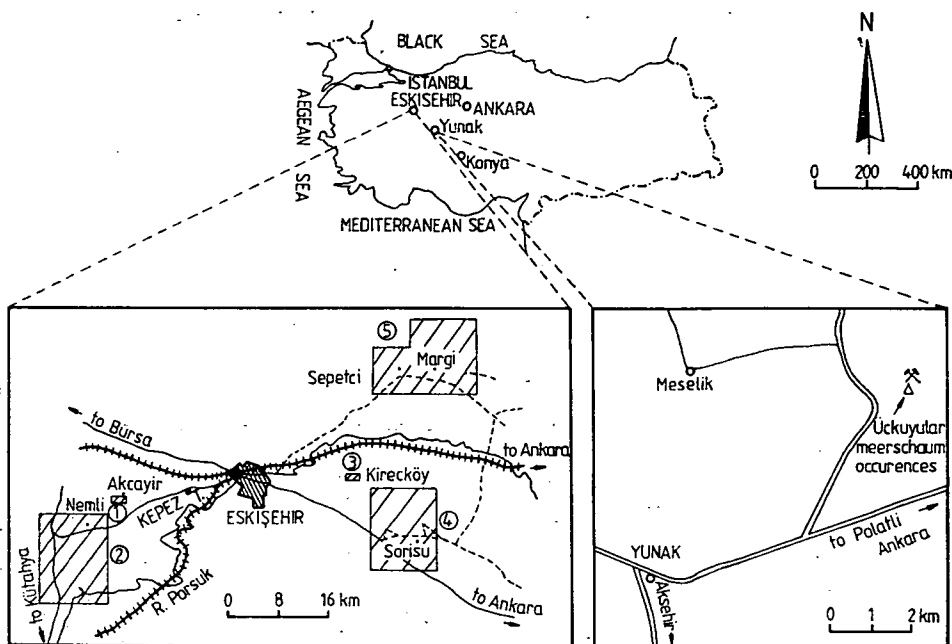 BLACK SEA
N
ISTANBUL
ESKISEHIR
ANKARA
AEGEAN SEA
Yunak
Konya
0 200 400 km
MEDITERRANEAN SEA
5
Margi
Sepetci
to Bürsa
to Ankara
3
Kirecköy
Akcayir
Nemli
1
KEPEZ
ESKIŞEHIR
4
Sorisu
2
to Kütahya
R. Porsuk
0 8 16 km
to Ankara
Meselik
Uckuyular
meerschaum
occurences
YUNAK
to Polatli
Ankara
Aksehir
0 1 2 km